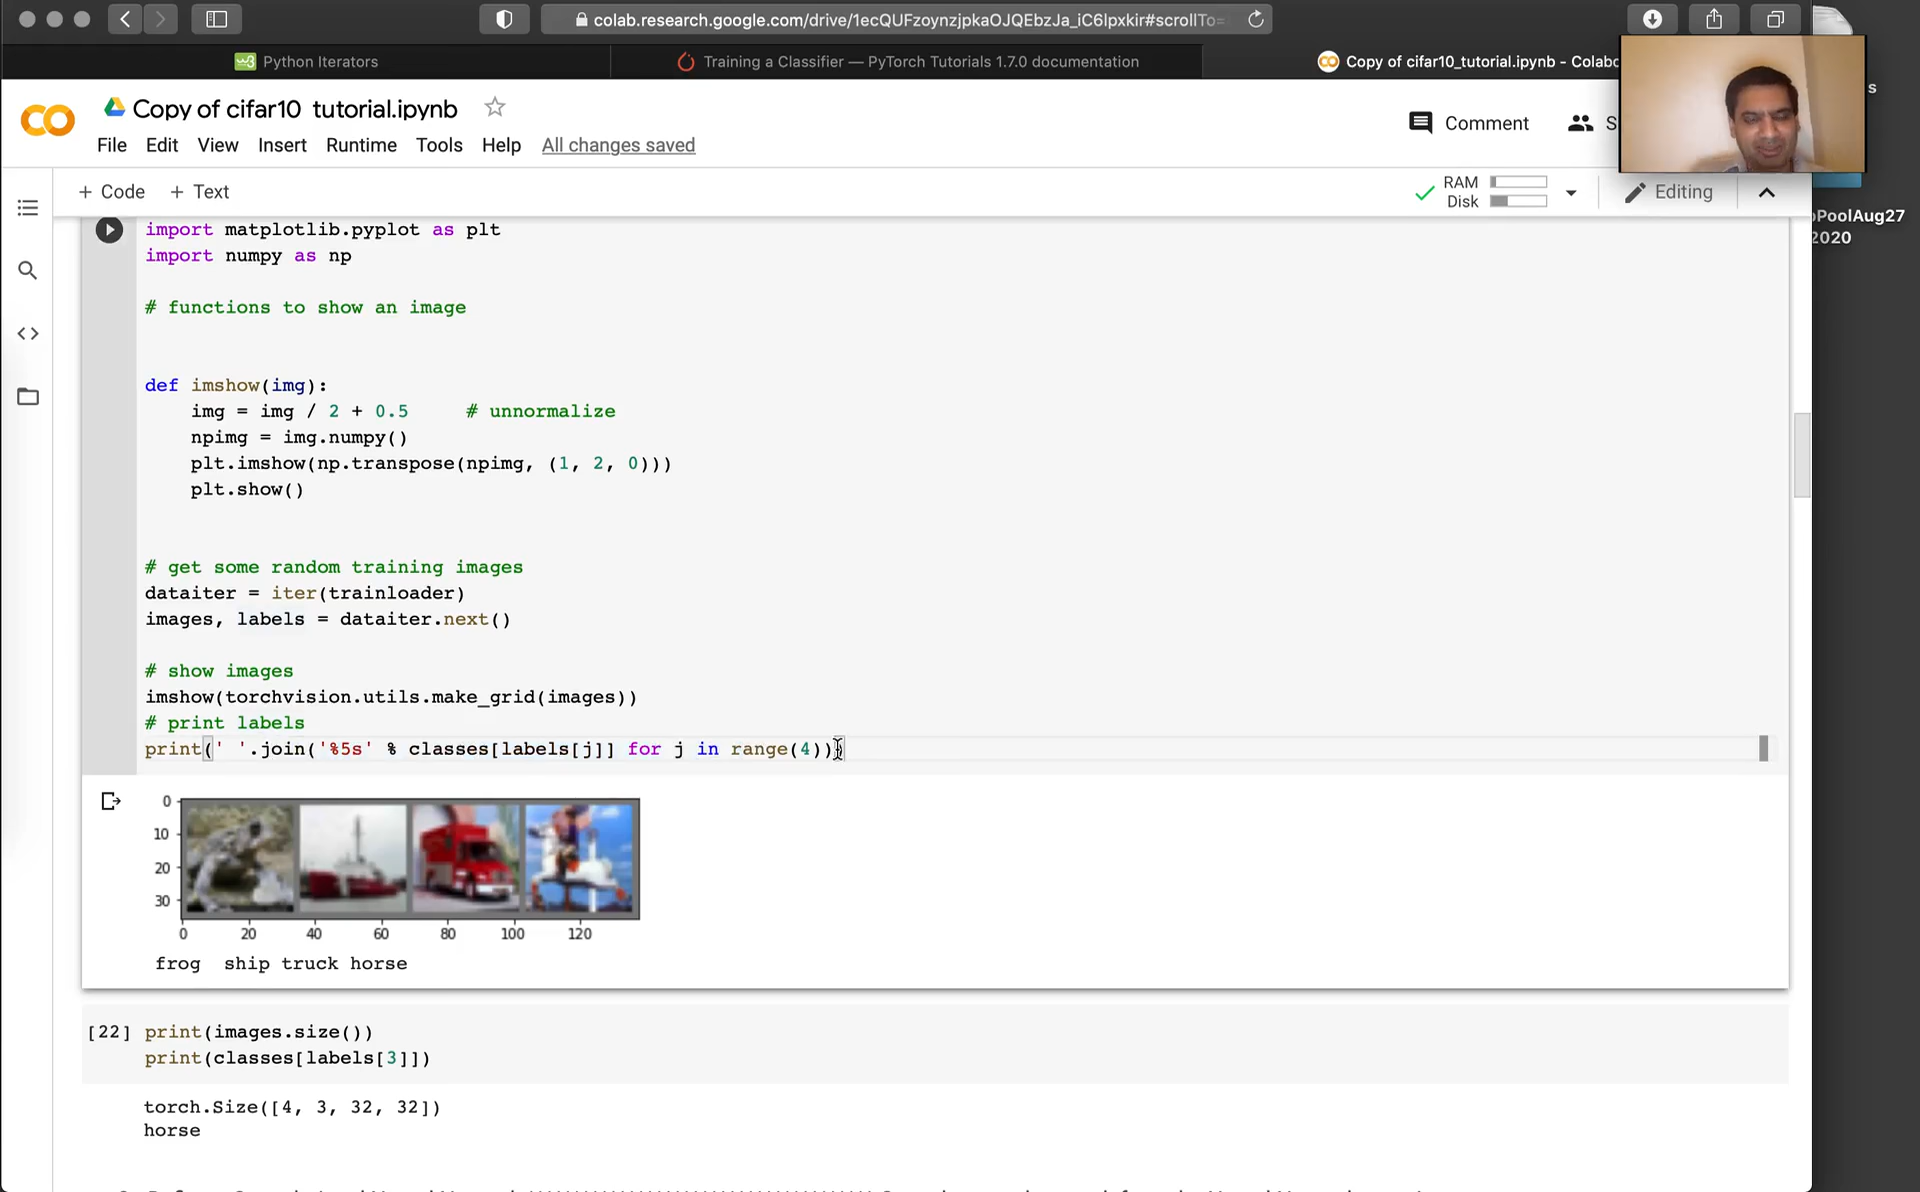 colab.research.google.com/drive/1ecQUFzoynzjpkaOJQEbzJa_iC6lpxkir#scrollTo=
Python Iterators
Training a Classifier — PyTorch Tutorials 1.7.0 documentation
Copy of cifar10_tutorial.ipynb - Colabo
s
Copy of cifar10 tutorial.ipynb
Comment
S
File Edit View Insert Runtime Tools Help All changes saved
+ Code + Text
RAM
Disk
Editing
oPoolAug27
2020
import matplotlib.pyplot as plt
import numpy as np
# functions to show an image
def imshow(img):
img = img / 2 + 0.5 # unnormalize
npimg = img.numpy()
plt.imshow(np.transpose(npimg, (1, 2, 0)))
plt.show()
# get some random training images
dataiter = iter(trainloader)
images, labels = dataiter.next()
# show images
imshow(torchvision.utils.make_grid(images))
# print labels
print(' '.join('%5s' % classes[labels[j]] for j in range(4)))
0
10
20
30
0 20 40 60 80 100 120
frog ship truck horse
[22] print(images.size())
print(classes[labels[3]])
torch.Size([4, 3, 32, 32])
horse